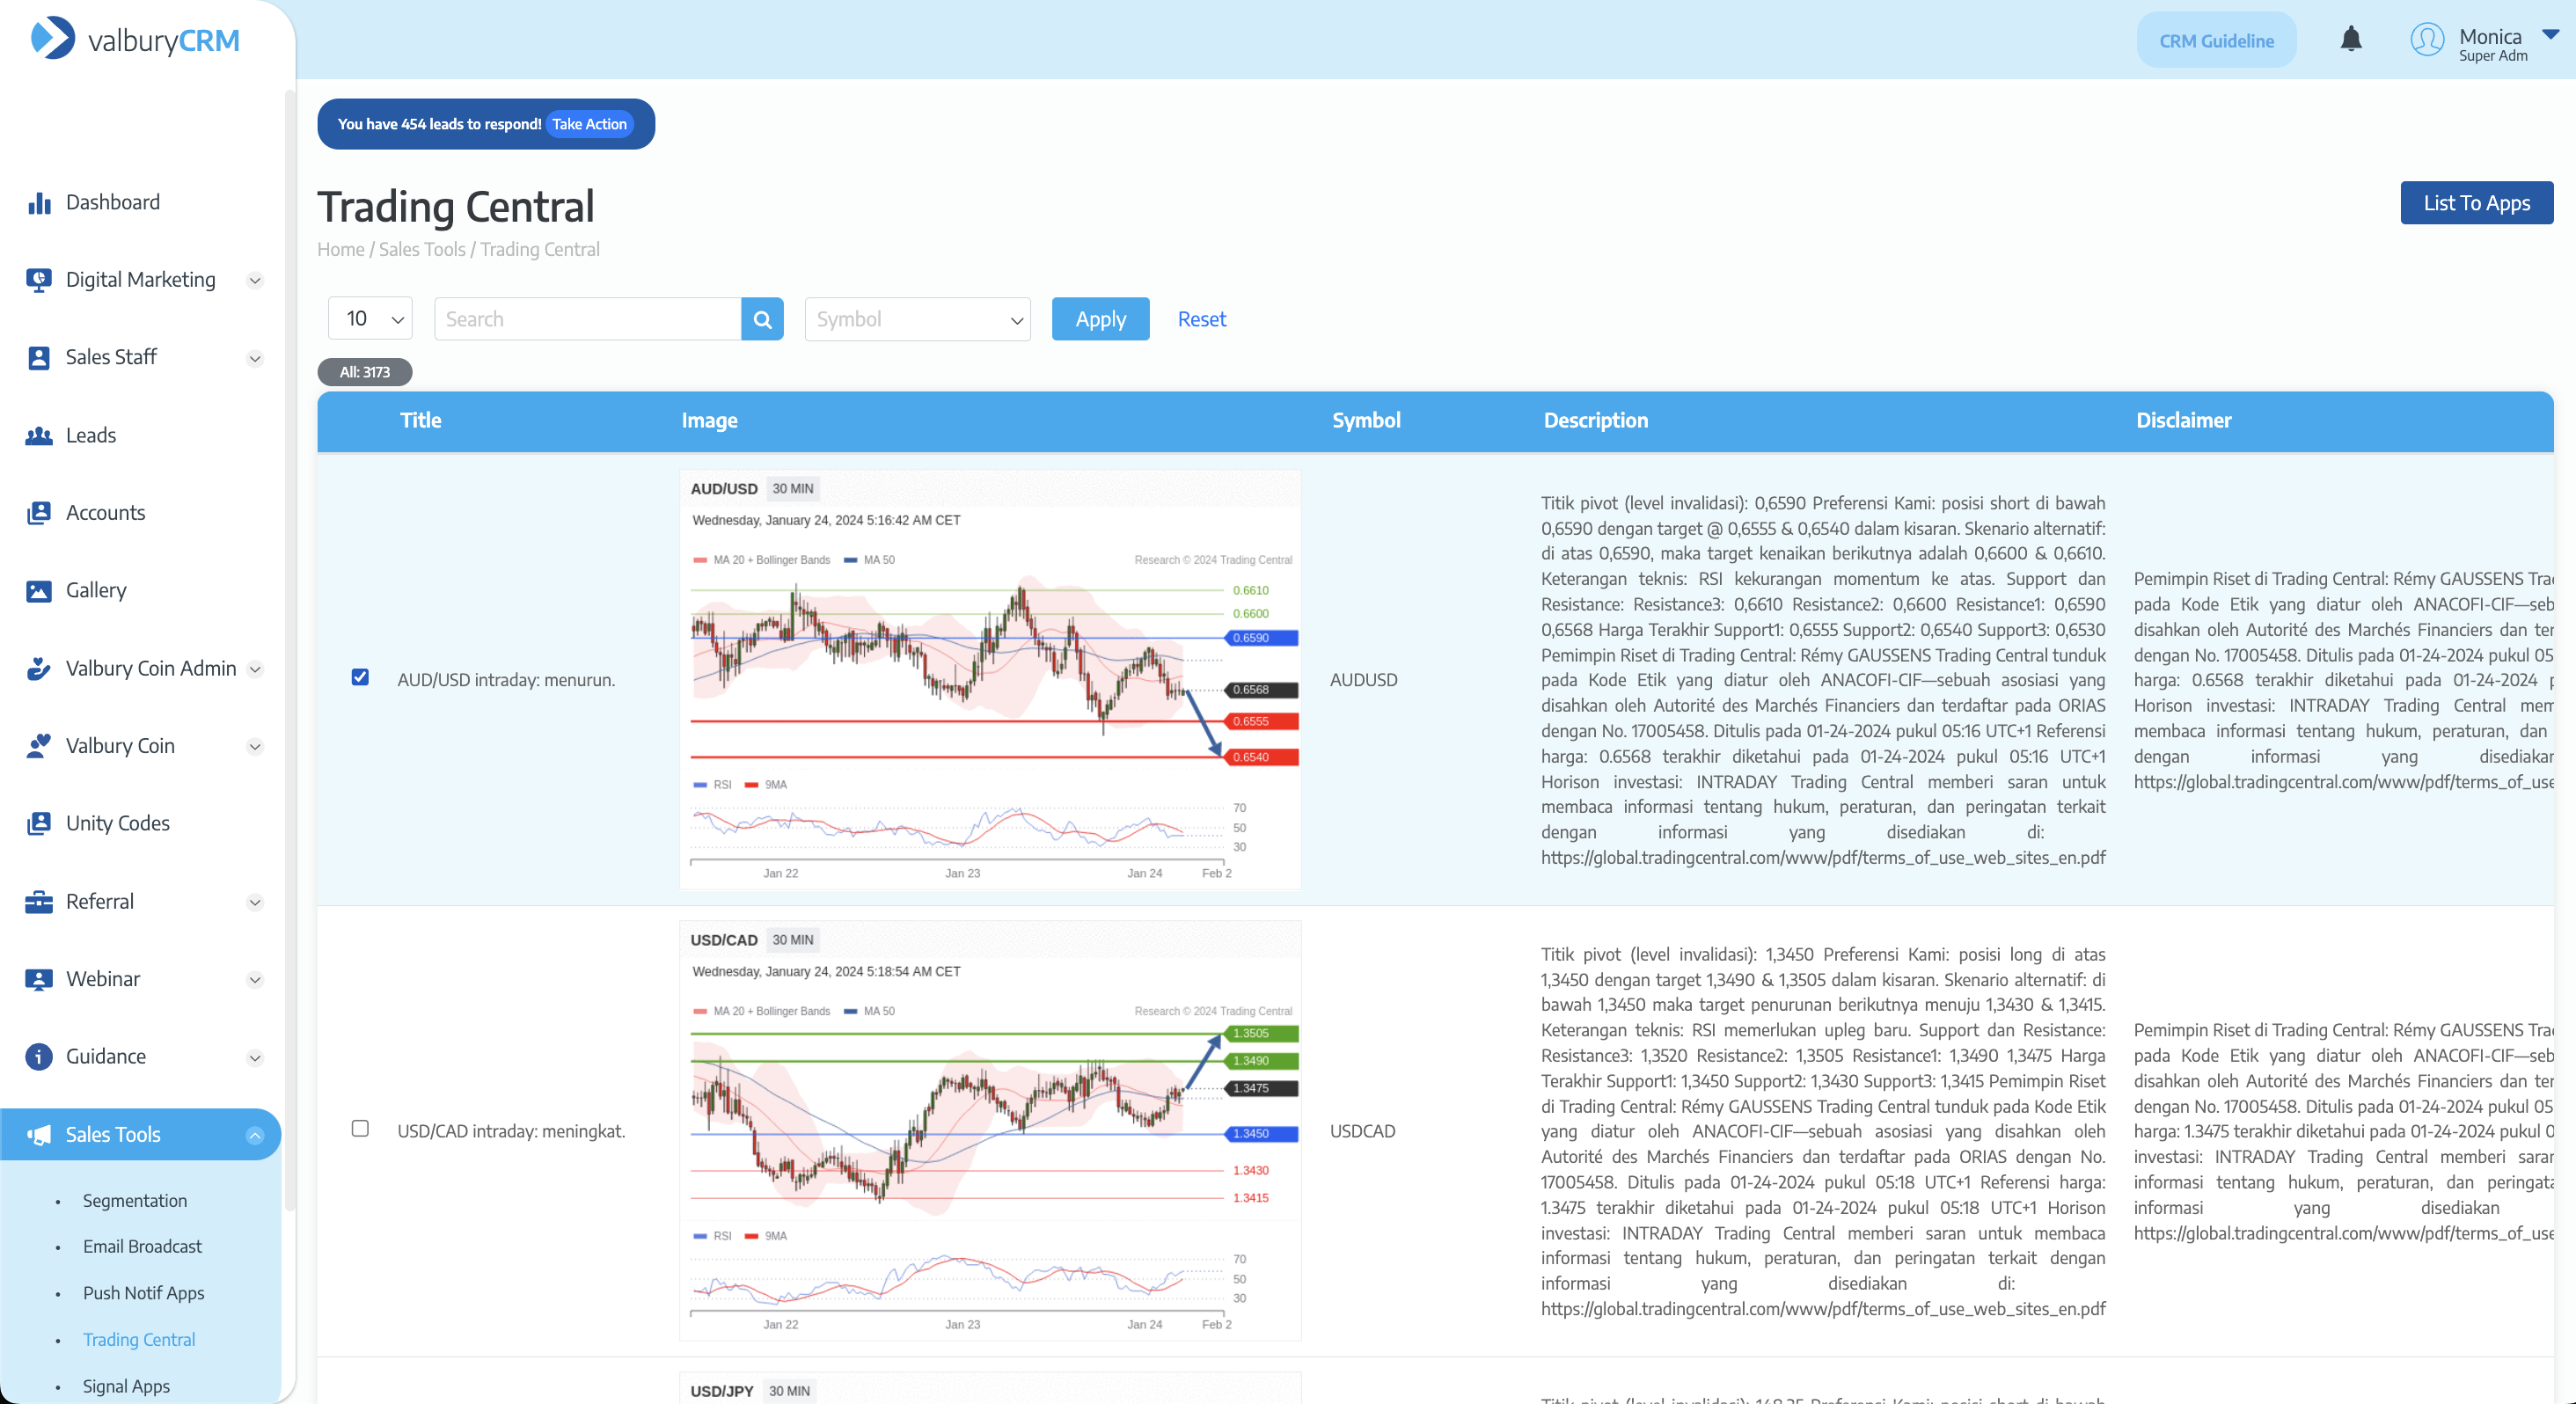 valburyCRM
CRM Guideline
Monica
Super Adm
You have 454 leads to respond! Take Action
Dashboard
Digital Marketing
Sales Staff
Leads
Accounts
Gallery
Valbury Coin Admin
Valbury Coin
Unity Codes
Referral
Webinar
Guidance
Sales Tools
Segmentation
Email Broadcast
Push Notif Apps
Trading Central
Signal Apps
Trading Central
List To Apps
Home / Sales Tools / Trading Central
10
Search
Symbol
Apply
Reset
All: 3173
Title
Image
Symbol
Description
Disclaimer
AUD/USD intraday: menurun.
AUD/USD 30 MIN
Wednesday, January 24, 2024 5:16:42 AM CET
MA 20 + Bollinger Bands MA 50
Research © 2024 Trading Central
0.6610
0.6600
0.6590
0.6568
0.6555
0.6540
RSI 9MA
70
50
30
Jan 22 Jan 23 Jan 24 Feb 2
AUDUSD
Titik pivot (level invalidasi): 0,6590 Preferensi Kami: posisi short di bawah
0,6590 dengan target @ 0,6555 & 0,6540 dalam kisaran. Skenario alternatif:
di atas 0,6590, maka target kenaikan berikutnya adalah 0,6600 & 0,6610.
Keterangan teknis: RSI kekurangan momentum ke atas. Support dan
Resistance: Resistance3: 0,6610 Resistance2: 0,6600 Resistance1: 0,6590
0,6568 Harga Terakhir Support1: 0,6555 Support2: 0,6540 Support3: 0,6530
Pemimpin Riset di Trading Central: Rémy GAUSSENS Trading Central tunduk
pada Kode Etik yang diatur oleh ANACOFI-CIF—sebuah asosiasi yang
disahkan oleh Autorité des Marchés Financiers dan terdaftar pada ORIAS
dengan No. 17005458. Ditulis pada 01-24-2024 pukul 05:16 UTC+1 Referensi
harga: 0.6568 terakhir diketahui pada 01-24-2024 pukul 05:16 UTC+1
Horison investasi: INTRADAY Trading Central memberi saran untuk
membaca informasi tentang hukum, peraturan, dan peringatan terkait
dengan informasi yang disediakan di:
https://global.tradingcentral.com/www/pdf/terms_of_use_web_sites_en.pdf
Pemimpin Riset di Trading Central: Rémy GAUSSENS
pada Kode Etik yang diatur oleh ANACOFI-CIF—
disahkan oleh Autorité des Marchés Financiers dan
dengan No. 17005458. Ditulis pada 01-24-2024 pukul
harga: 0.6568 terakhir diketahui pada 01-24-2024
Horison investasi: INTRADAY Trading Central
membaca informasi tentang hukum, peraturan, dan
dengan informasi yang
https://global.tradingcentral.com/www/pdf/terms_of_use
USD/CAD intraday: meningkat.
USD/CAD 30 MIN
Wednesday, January 24, 2024 5:18:54 AM CET
MA 20 + Bollinger Bands MA 50
Research © 2024 Trading Central
1.3505
1.3490
1.3475
1.3450
1.3430
1.3415
RSI 9MA
70
50
30
Jan 22 Jan 23 Jan 24 Feb 2
USDCAD
Titik pivot (level invalidasi): 1,3450 Preferensi Kami: posisi long di atas
1,3450 dengan target 1,3490 & 1,3505 dalam kisaran. Skenario alternatif: di
bawah 1,3450 maka target penurunan berikutnya menuju 1,3430 & 1,3415.
Keterangan teknis: RSI memerlukan upleg baru. Support dan Resistance:
Resistance3: 1,3520 Resistance2: 1,3505 Resistance1: 1,3490 1,3475 Harga
Terakhir Support1: 1,3450 Support2: 1,3430 Support3: 1,3415 Pemimpin Riset
di Trading Central: Rémy GAUSSENS Trading Central tunduk pada Kode Etik
yang diatur oleh ANACOFI-CIF—sebuah asosiasi yang disahkan oleh
Autorité des Marchés Financiers dan terdaftar pada ORIAS dengan No.
17005458. Ditulis pada 01-24-2024 pukul 05:18 UTC+1 Referensi harga:
1.3475 terakhir diketahui pada 01-24-2024 pukul 05:18 UTC+1 Horison
investasi: INTRADAY Trading Central memberi saran untuk membaca
informasi tentang hukum, peraturan, dan peringatan terkait dengan
informasi yang disediakan di:
https://global.tradingcentral.com/www/pdf/terms_of_use_web_sites_en.pdf
Pemimpin Riset di Trading Central: Rémy GAUSSENS
pada Kode Etik yang diatur oleh ANACOFI-CIF—
disahkan oleh Autorité des Marchés Financiers dan
dengan No. 17005458. Ditulis pada 01-24-2024 pukul
harga: 1.3475 terakhir diketahui pada 01-24-2024 pukul
investasi: INTRADAY Trading Central memberi
informasi tentang hukum, peraturan, dan
informasi yang disediakan
https://global.tradingcentral.com/www/pdf/terms_of_use
USD/JPY 30 MIN